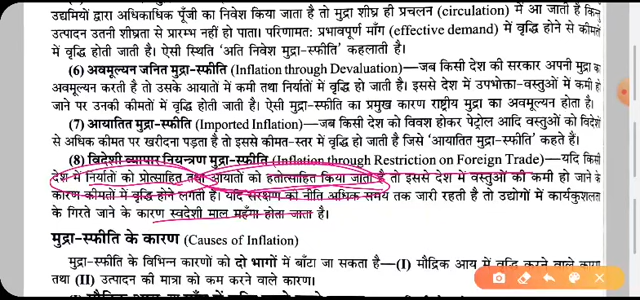 उद्यमियों द्वारा अधिकाधिक पूँजी का निवेश किया जाता है तो मुद्रा शीघ्र ही प्रचलन (circulation) में आ जाती है किन्तु
उत्पादन उतनी शीघ्रता से प्रारम्भ नहीं हो पाता। परिणामतः प्रभावपूर्ण माँग (effective demand) में वृद्धि होने से कीमतों
में वृद्धि होती जाती है। ऐसी स्थिति 'अति निवेश मुद्रा-स्फीति' कहलाती है।
(6) अवमूल्यन जनित मुद्रा-स्फीति (Inflation through Devaluation)—जब किसी देश की सरकार अपनी मुद्रा का
अवमूल्यन करती है तो उसके आयातों में कमी तथा निर्यातों में वृद्धि हो जाती है। इससे देश में उपभोक्ता-वस्तुओं में कमी हो
जाने पर उनकी कीमतों में वृद्धि होती जाती है। ऐसी मुद्रा-स्फीति का प्रमुख कारण राष्ट्रीय मुद्रा का अवमूल्यन होता है।
(7) आयातित मुद्रा-स्फीति (Imported Inflation)—जब किसी देश को विवश होकर पेट्रोल आदि वस्तुओं को विदेशों
से अधिक कीमत पर खरीदना पड़ता है तो इससे कीमत-स्तर में वृद्धि हो जाती है जिसे 'आयातित मुद्रा-स्फीति' कहते हैं।
(8) विदेशी व्यापार नियन्त्रण मुद्रा-स्फीति (Inflation through Restriction on Foreign Trade)—यदि किसी
देश में निर्यातों को प्रोत्साहित तथा आयातों को हतोत्साहित किया जाता है तो इससे देश में वस्तुओं की कमी हो जाने के
कारण कीमतों में वृद्धि होने लगती है। यदि संरक्षण की नीति अधिक समय तक जारी रहती है तो उद्योगों में कार्यकुशलता
के गिरते जाने के कारण स्वदेशी माल महँगा होता जाता है।
मुद्रा-स्फीति के कारण (Causes of Inflation)
मुद्रा-स्फीति के विभिन्न कारणों को दो भागों में बाँटा जा सकता है—(I) मौद्रिक आय में वृद्धि करने वाले कारण
तथा (II) उत्पादन की मात्रा को कम करने वाले कारण।